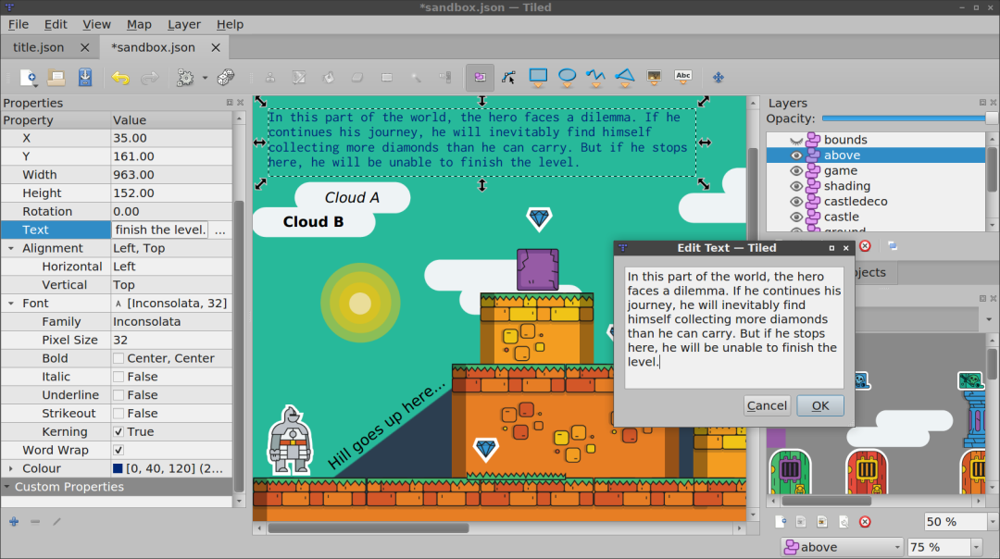 *sandbox.json — Tiled
File Edit View Map Layer Help
title.json
*sandbox.json
Abc
Properties
Property Value
X 35.00
Y 161.00
Width 963.00
Height 152.00
Rotation 0.00
Text finish the level. ...
Alignment Left, Top
Horizontal Left
Vertical Top
Font A [Inconsolata, 32]
Family Inconsolata
Pixel Size 32
Bold Center, Center
Italic False
Underline False
Strikeout False
Kerning True
Word Wrap
Colour [0, 40, 120] (2...
Custom Properties
In this part of the world, the hero faces a dilemma. If he
continues his journey, he will inevitably find himself
collecting more diamonds than he can carry. But if he stops
here, he will be unable to finish the level.
Cloud A
Cloud B
Hill goes up here...
Layers
Opacity:
bounds
above
game
shading
castledeco
castle
ground
Edit Text — Tiled
In this part of the world, the hero
faces a dilemma. If he continues his
journey, he will inevitably find
himself collecting more diamonds
than he can carry. But if he stops
here, he will be unable to finish the
level.
Cancel OK
50 %
above 75 %